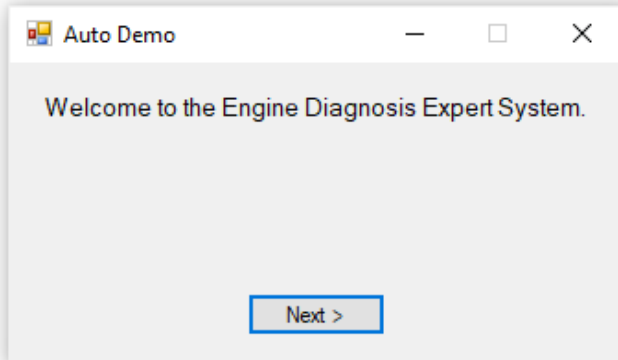 Auto Demo
Welcome to the Engine Diagnosis Expert System.
Next >